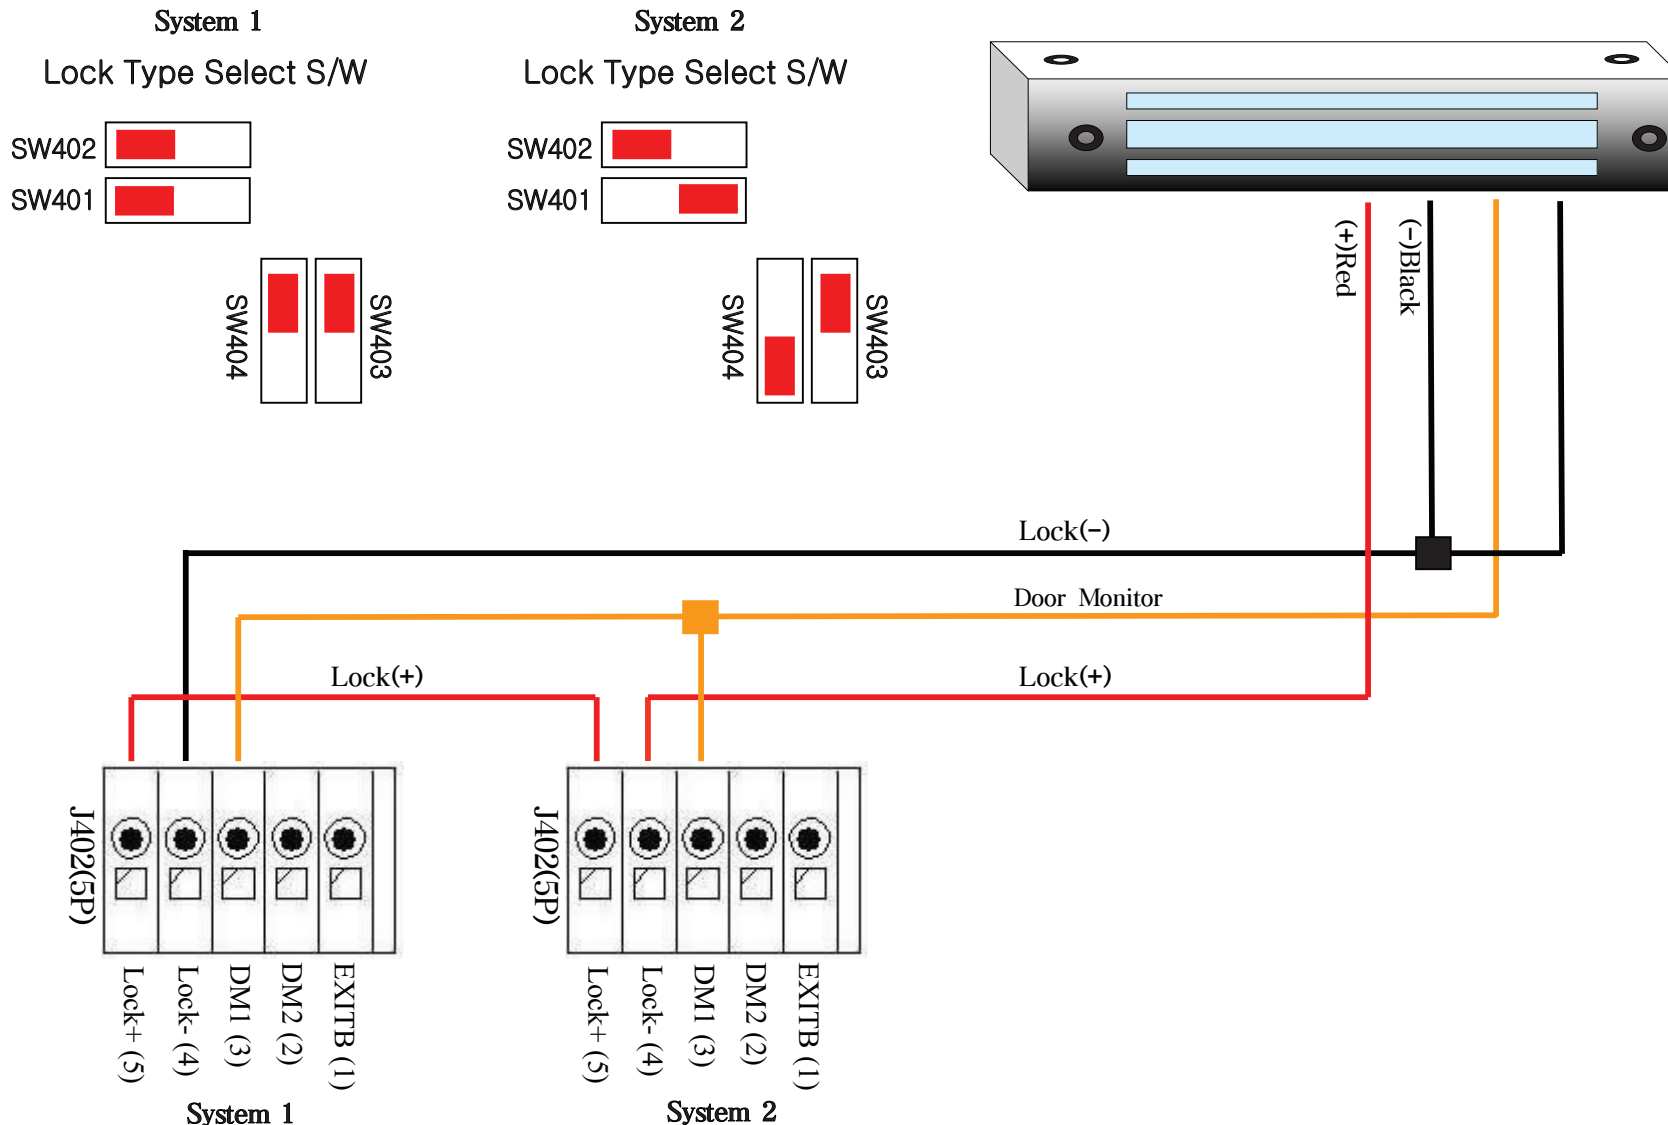 System 1
Lock Type Select S/W
SW402
SW401
SW404
SW403
System 2
Lock Type Select S/W
SW402
SW401
SW404
SW403
(+)Red
(-)Black
Lock(-)
Door Monitor
Lock(+)
Lock(+)
J402(5P)
Lock+ (5)
Lock- (4)
DM1 (3)
DM2 (2)
EXITB (1)
System 1
J402(5P)
Lock+ (5)
Lock- (4)
DM1 (3)
DM2 (2)
EXITB (1)
System 2